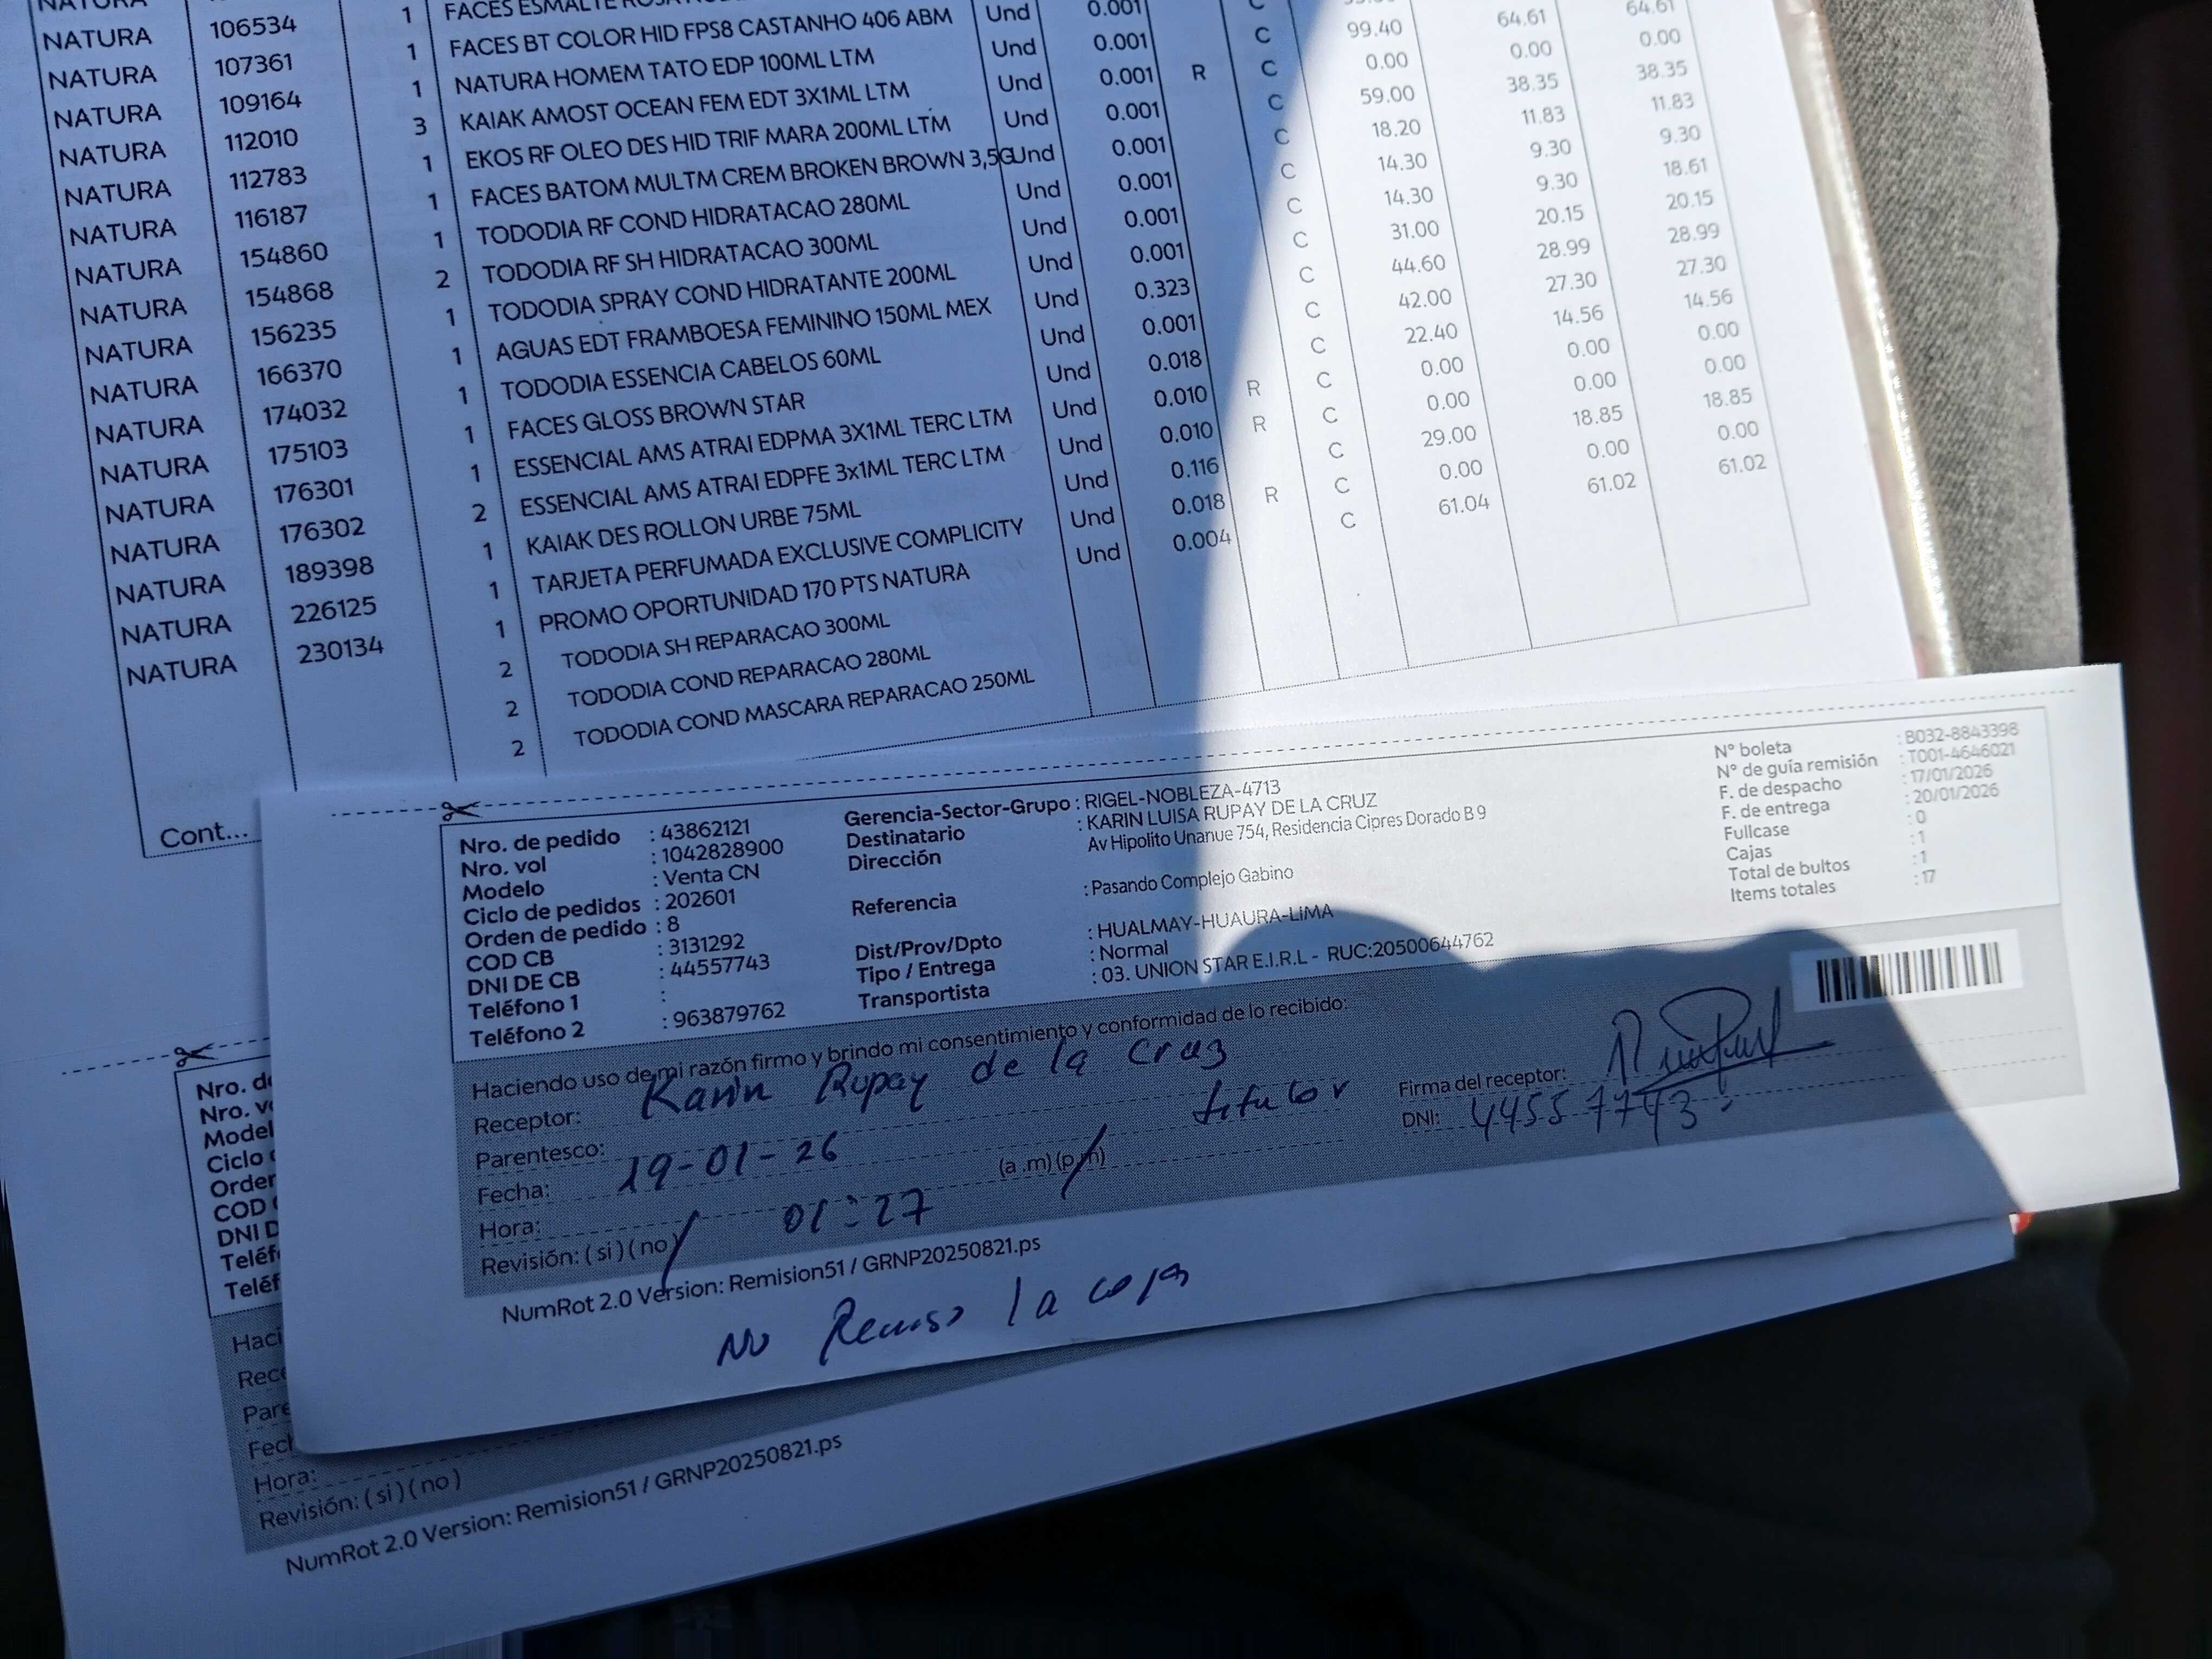 NATURA 106534 1 FACES ESMALTE
NATURA 107361 1 FACES BT COLOR HID FPS8 CASTANHO 406 ABM Und 0.001 C
NATURA 109164 1 NATURA HOMEM TATO EDP 100ML LTM Und 0.001 C 99.40 64.61 64.61
NATURA 112010 3 KAIAK AMOST OCEAN FEM EDT 3X1ML LTM Und 0.001 R C 0.00 0.00 0.00
NATURA 112783 1 EKOS RF OLEO DES HID TRIF MARA 200ML LTM Und 0.001 C 59.00 38.35 38.35
NATURA 116187 1 FACES BATOM MULTM CREM BROKEN BROWN 3,5G Und 0.001 C 18.20 11.83 11.83
NATURA 154860 1 TODODIA RF COND HIDRATACAO 280ML Und 0.001 C 14.30 9.30 9.30
NATURA 154868 2 TODODIA RF SH HIDRATACAO 300ML Und 0.001 C 14.30 9.30 18.61
NATURA 156235 1 TODODIA SPRAY COND HIDRATANTE 200ML Und 0.001 C 31.00 20.15 20.15
NATURA 166370 1 AGUAS EDT FRAMBOESA FEMININO 150ML MEX Und 0.323 C 44.60 28.99 28.99
NATURA 174032 1 TODODIA ESSENCIA CABELOS 60ML Und 0.001 C 42.00 27.30 27.30
NATURA 175103 1 FACES GLOSS BROWN STAR Und 0.018 C 22.40 14.56 14.56
NATURA 176301 1 ESSENCIAL AMS ATRAI EDPMA 3X1ML TERC LTM Und 0.010 R C 0.00 0.00 0.00
NATURA 176302 2 ESSENCIAL AMS ATRAI EDPFE 3x1ML TERC LTM Und 0.010 R C 0.00 0.00 0.00
NATURA 189398 1 KAIAK DES ROLLON URBE 75ML Und 0.116 C 29.00 18.85 18.85
NATURA 226125 1 TARJETA PERFUMADA EXCLUSIVE COMPLICITY Und 0.018 R C 0.00 0.00 0.00
NATURA 230134 1 PROMO OPORTUNIDAD 170 PTS NATURA Und 0.004 C 61.04 61.02 61.02
2 TODODIA SH REPARACAO 300ML
2 TODODIA COND REPARACAO 280ML
2 TODODIA COND MASCARA REPARACAO 250ML
Cont...
Nro. de pedido : 43862121
Nro. vol : 1042828900
Modelo : Venta CN
Ciclo de pedidos : 202601
Orden de pedido : 8
COD CB : 3131292
DNI DE CB : 44557743
Teléfono 1 :
Teléfono 2 : 963879762
Gerencia-Sector-Grupo : RIGEL-NOBLEZA-4713
Destinatario : KARIN LUISA RUPAY DE LA CRUZ
Dirección Av Hipolito Unanue 754, Residencia Cipres Dorado B 9
Referencia : Pasando Complejo Gabino
Dist/Prov/Dpto : HUALMAY-HUAURA-LIMA
Tipo / Entrega : Normal
Transportista : 03. UNION STAR E.I.R.L - RUC:20500644762
N° boleta : B032-8843398
N° de guía remisión : T001-4646021
F. de despacho : 17/01/2026
F. de entrega : 20/01/2026
Fullcase : 0
Cajas : 1
Total de bultos : 1
Items totales : 17
Haciendo uso de mi razón firmo y brindo mi consentimiento y conformidad de lo recibido:
Receptor: Karin Rupay de la Cruz
Parentesco: titular
Fecha: 19-01-26
Hora: 01:27 (a.m)(p.m)
Revisión: (si)(no)
Firma del receptor:
DNI: 44557743
NumRot 2.0 Version: Remision51 / GRNP20250821.ps
No Reviso la caja
Nro. de
Nro. v
Model
Ciclo
Orden
COD
DNI D
Teléf
Teléf
Haci
Rece
Pare
Fech
Hora:
Revisión: (si)(no)
NumRot 2.0 Version: Remision51 / GRNP20250821.ps